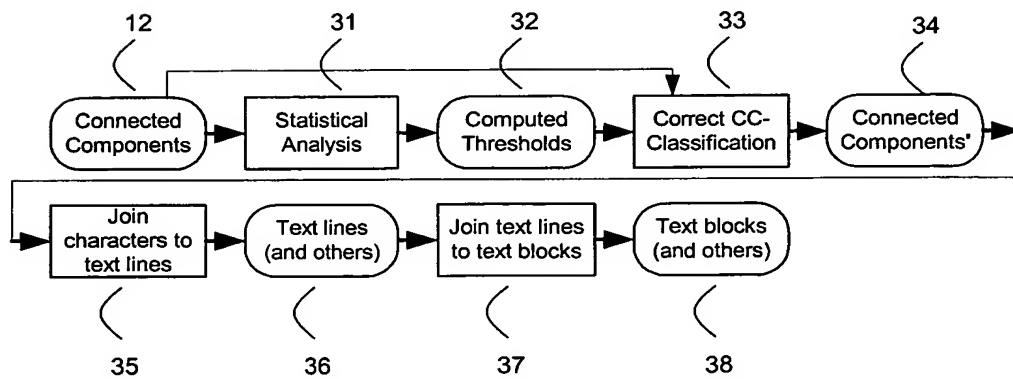 12 31 32 33 34
Connected Components
Statistical Analysis
Computed Thresholds
Correct CC-Classification
Connected Components'
Join characters to text lines
Text lines (and others)
Join text lines to text blocks
Text blocks (and others)
35 36 37 38